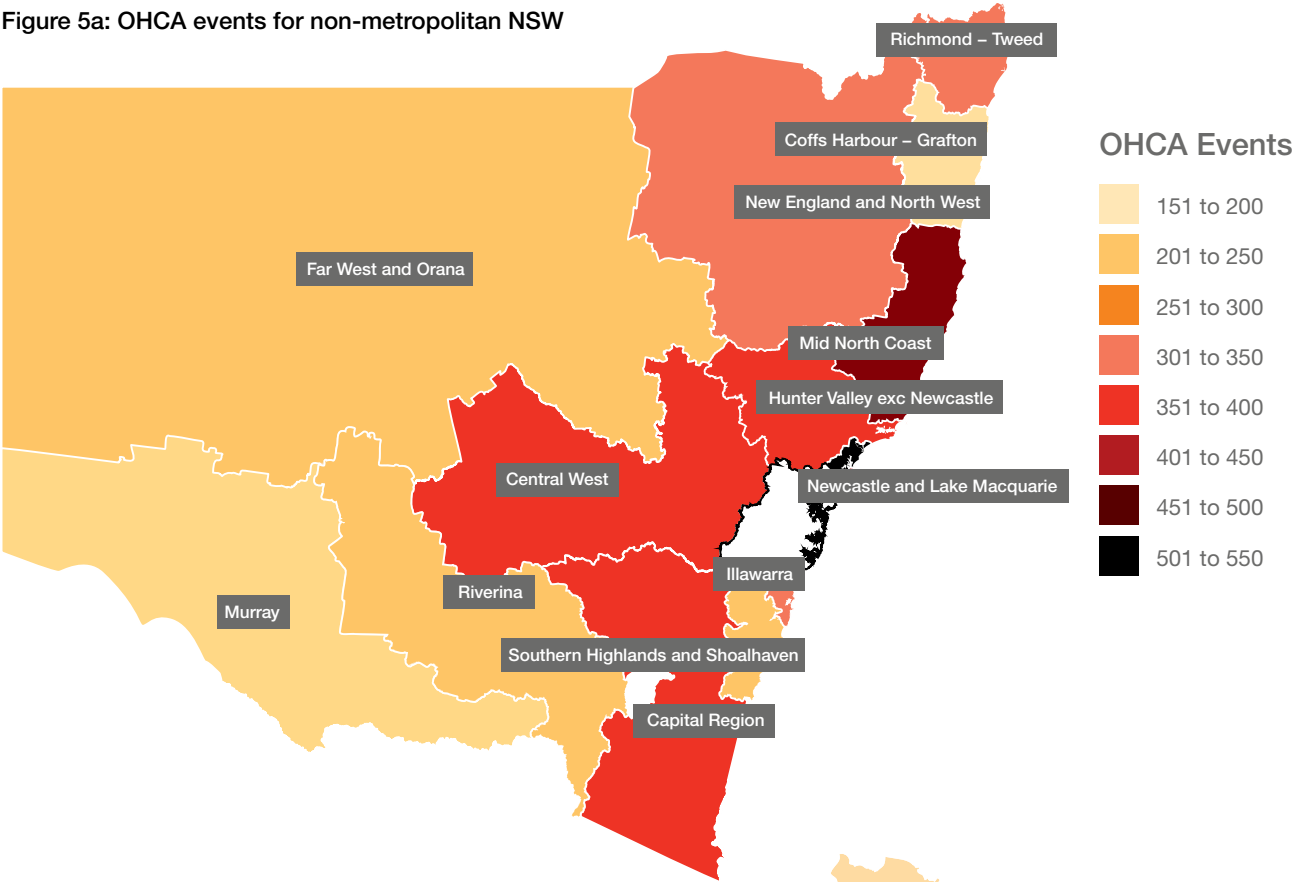 Figure 5a: OHCA events for non-metropolitan NSW
Richmond – Tweed
Coffs Harbour – Grafton
New England and North West
Far West and Orana
Mid North Coast
Hunter Valley exc Newcastle
Central West
Newcastle and Lake Macquarie
Illawarra
Riverina
Murray
Southern Highlands and Shoalhaven
Capital Region
OHCA Events
151 to 200
201 to 250
251 to 300
301 to 350
351 to 400
401 to 450
451 to 500
501 to 550